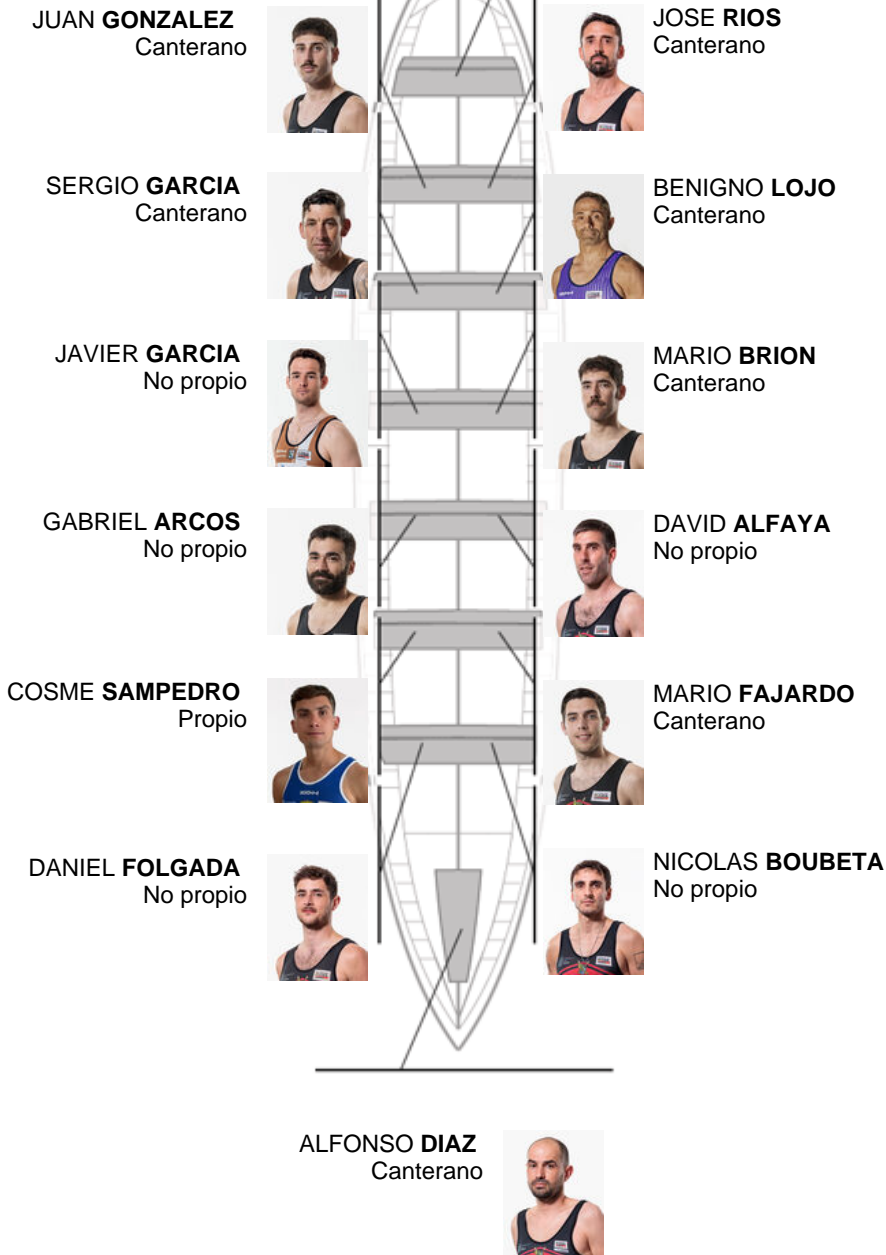 JUAN GONZALEZ
Canterano
JOSE RIOS
Canterano
SERGIO GARCIA
Canterano
BENIGNO LOJO
Canterano
JAVIER GARCIA
No propio
MARIO BRION
Canterano
GABRIEL ARCOS
No propio
DAVID ALFAYA
No propio
COSME SAMPEDRO
Propio
MARIO FAJARDO
Canterano
DANIEL FOLGADA
No propio
NICOLAS BOUBETA
No propio
ALFONSO DIAZ
Canterano